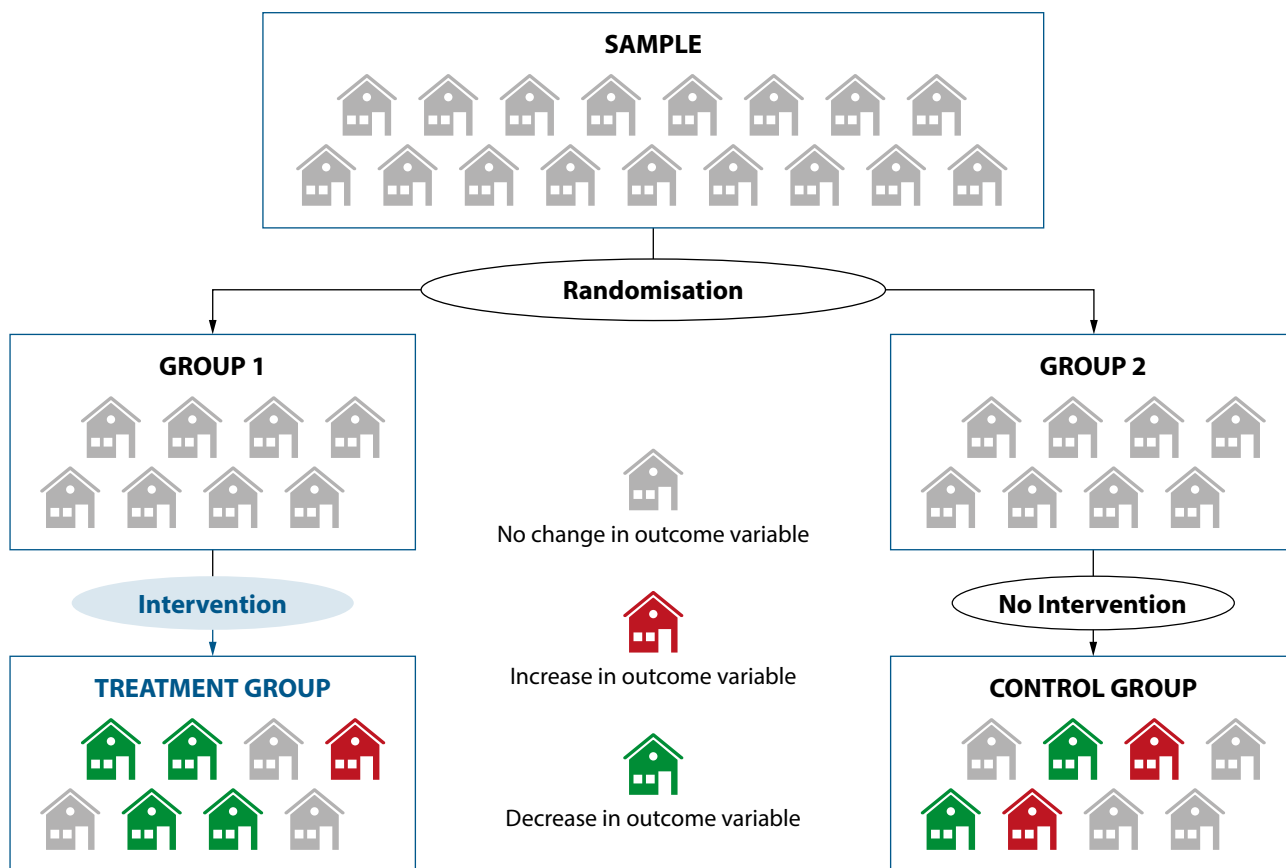 SAMPLE
Randomisation
GROUP 1
GROUP 2
No change in outcome variable
Intervention
No Intervention
Increase in outcome variable
TREATMENT GROUP
CONTROL GROUP
Decrease in outcome variable